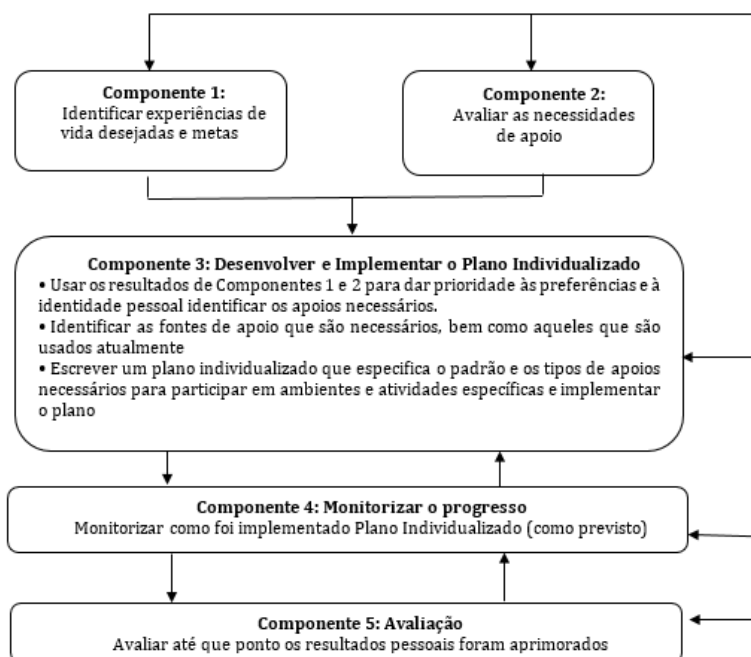 Componente 1:
Identificar experiências de
vida desejadas e metas
Componente 2:
Avaliar as necessidades
de apoio
Componente 3: Desenvolver e Implementar o Plano Individualizado
• Usar os resultados de Componentes 1 e 2 para dar prioridade às preferências e à
identidade pessoal identificar os apoios necessários.
• Identificar as fontes de apoio que são necessários, bem como aqueles que são
usados atualmente
• Escrever um plano individualizado que especifica o padrão e os tipos de apoios
necessários para participar em ambientes e atividades específicas e implementar
o plano
Componente 4: Monitorizar o progresso
Monitorizar como foi implementado Plano Individualizado (como previsto)
Componente 5: Avaliação
Avaliar até que ponto os resultados pessoais foram aprimorados